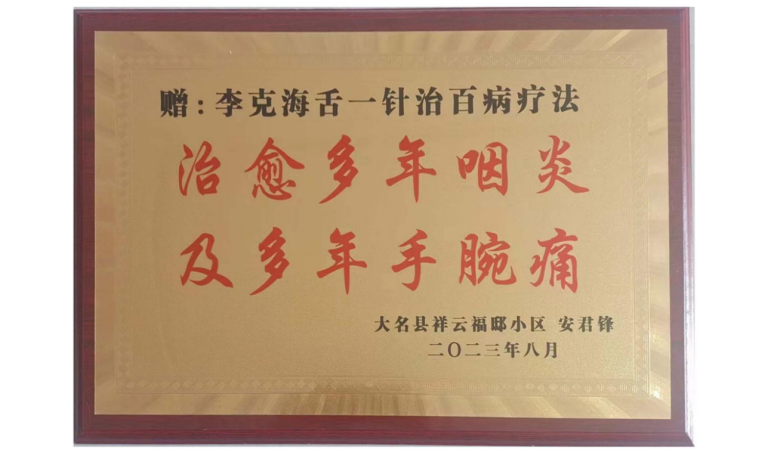 赠:李克海舌一针治百病疗法
治愈多年咽炎
及多年手腕痛
大名县祥云福邸小区 安君锋
二〇二三年八月